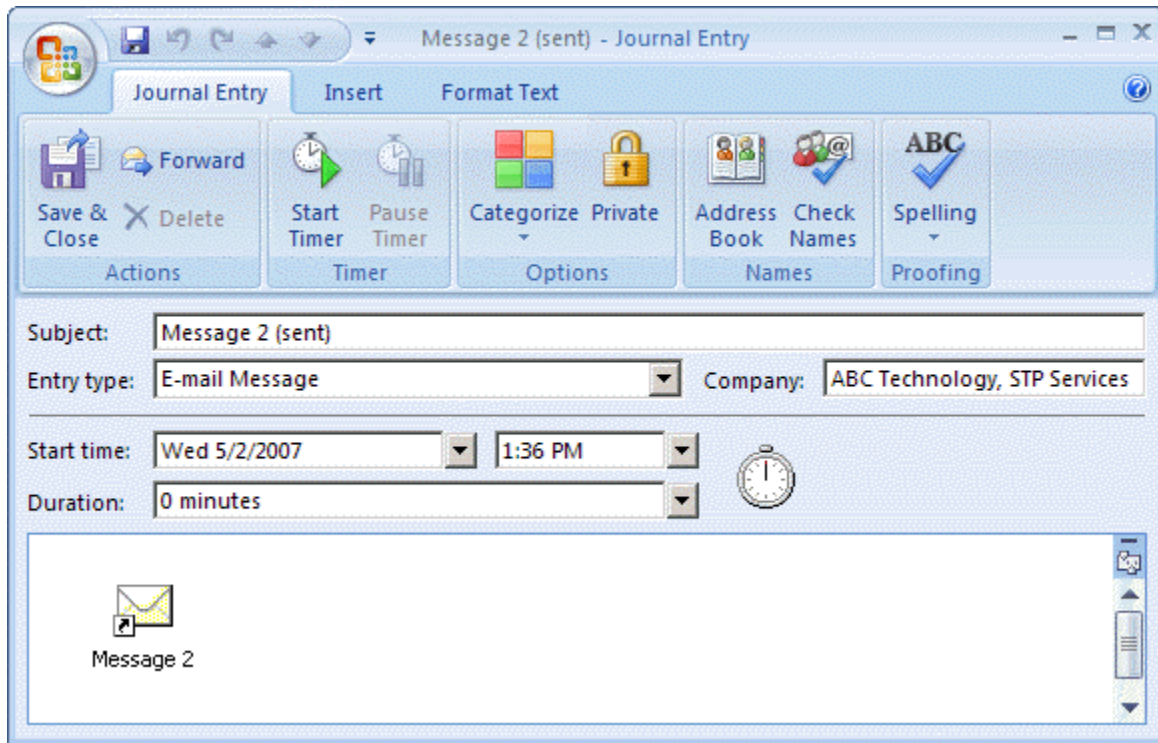 Message 2 (sent) - Journal Entry
Journal Entry Insert Format Text
Save & Close
Forward
Delete
Start Timer
Pause Timer
Categorize
Private
Address Book
Check Names
ABC
Spelling
Actions Timer Options Names Proofing
Subject: Message 2 (sent)
Entry type: E-mail Message Company: ABC Technology, STP Services
Start time: Wed 5/2/2007 1:36 PM
Duration: 0 minutes
Message 2